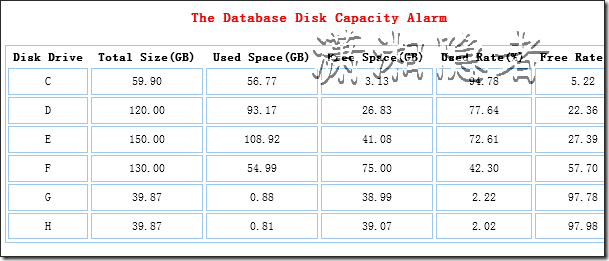 The Database Disk Capacity Alarm
Disk Drive Total Size(GB) Used Space(GB) Free Space(GB) Used Rate(%) Free Rate
潇湘隐者
C 59.90 56.77 3.13 94.78 5.22
D 120.00 93.17 26.83 77.64 22.36
E 150.00 108.92 41.08 72.61 27.39
F 130.00 54.99 75.00 42.30 57.70
G 39.87 0.88 38.99 2.22 97.78
H 39.87 0.81 39.07 2.02 97.98